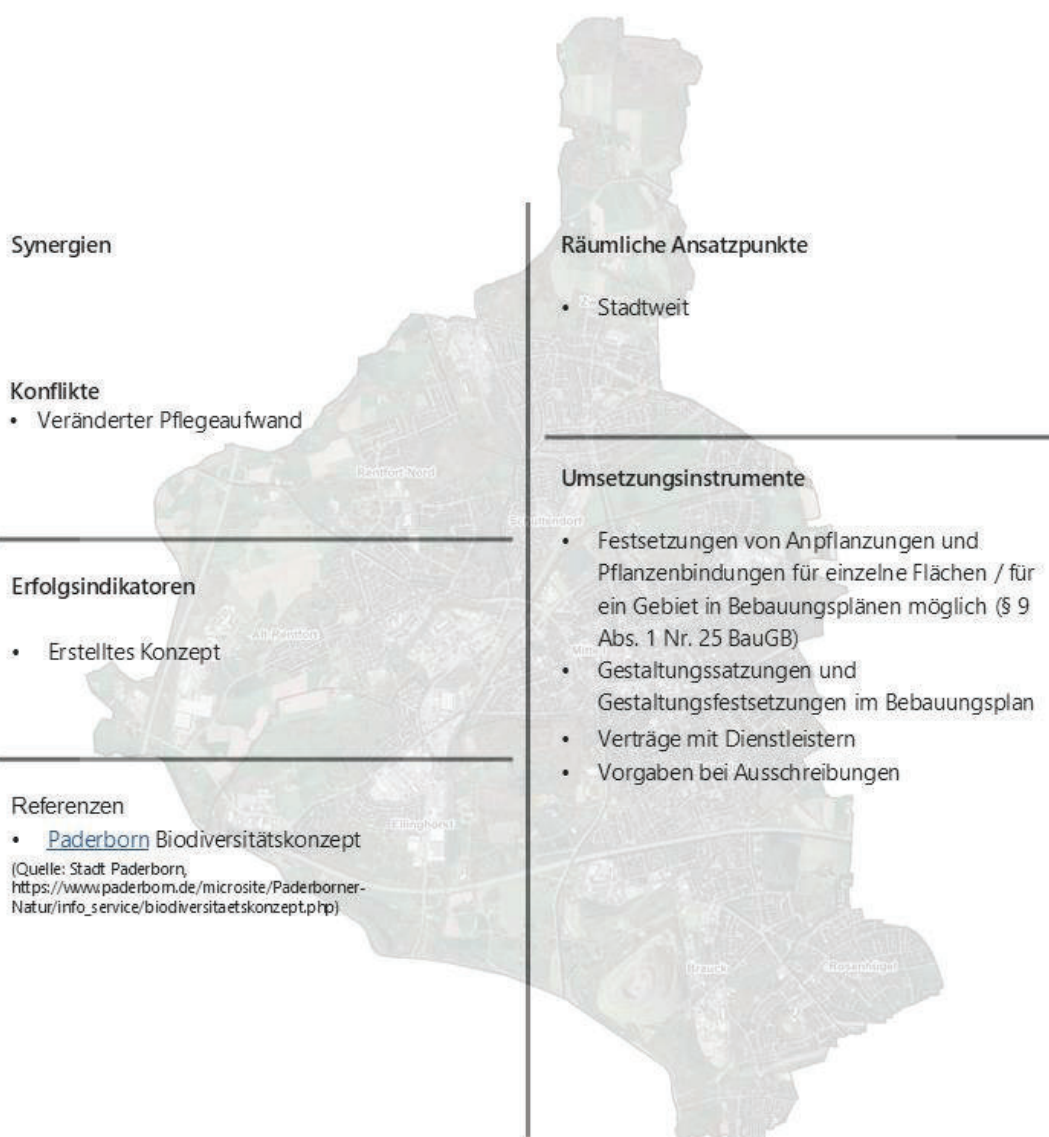 Synergien
Konflikte
• Veränderter Pflegeaufwand
Erfolgsindikatoren
• Erstelltes Konzept
Referenzen
• Paderborn Biodiversitätskonzept
(Quelle: Stadt Paderborn,
https://www.paderborn.de/microsite/Paderborner-
Natur/info_service/biodiversitaetskonzept.php)
Räumliche Ansatzpunkte
• Stadtweit
Umsetzungsinstrumente
• Festsetzungen von Anpflanzungen und
Pflanzenbindungen für einzelne Flächen / für
ein Gebiet in Bebauungsplänen möglich (§ 9
Abs. 1 Nr. 25 BauGB)
• Gestaltungssatzungen und
Gestaltungsfestsetzungen im Bebauungsplan
• Verträge mit Dienstleistern
• Vorgaben bei Ausschreibungen
Rentfort-Nord
Schultendorf
Alt-Rentfort
Ellinghorst
Brauck
Rosenhügel